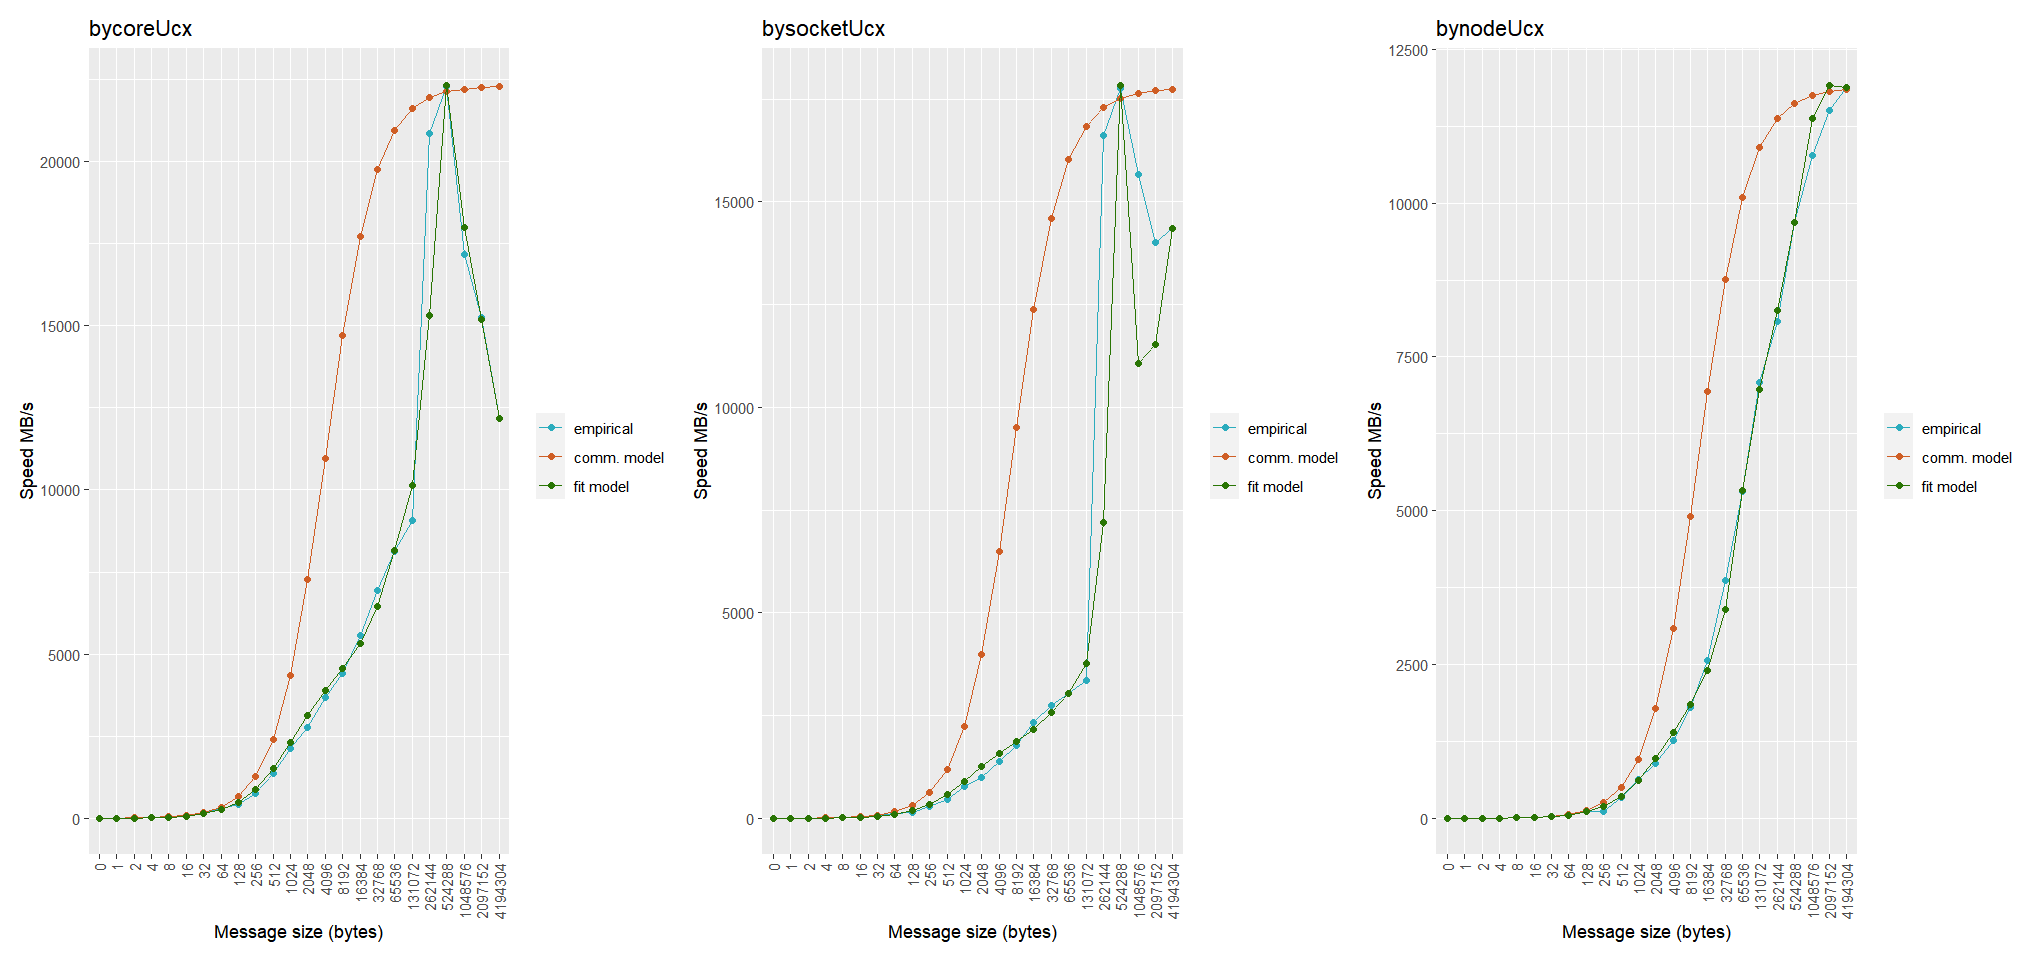 bycoreUcx
Speed MB/s
20000
15000
10000
5000
0
0 1 2 4 8 16 32 64 128 256 512 1024 2048 4096 8192 16384 32768 65536 131072 262144 524288 1048576 2097152 4194304
Message size (bytes)
empirical
comm. model
fit model
bysocketUcx
Speed MB/s
15000
10000
5000
0
0 1 2 4 8 16 32 64 128 256 512 1024 2048 4096 8192 16384 32768 65536 131072 262144 524288 1048576 2097152 4194304
Message size (bytes)
empirical
comm. model
fit model
bynodeUcx
Speed MB/s
12500
10000
7500
5000
2500
0
0 1 2 4 8 16 32 64 128 256 512 1024 2048 4096 8192 16384 32768 65536 131072 262144 524288 1048576 2097152 4194304
Message size (bytes)
empirical
comm. model
fit model